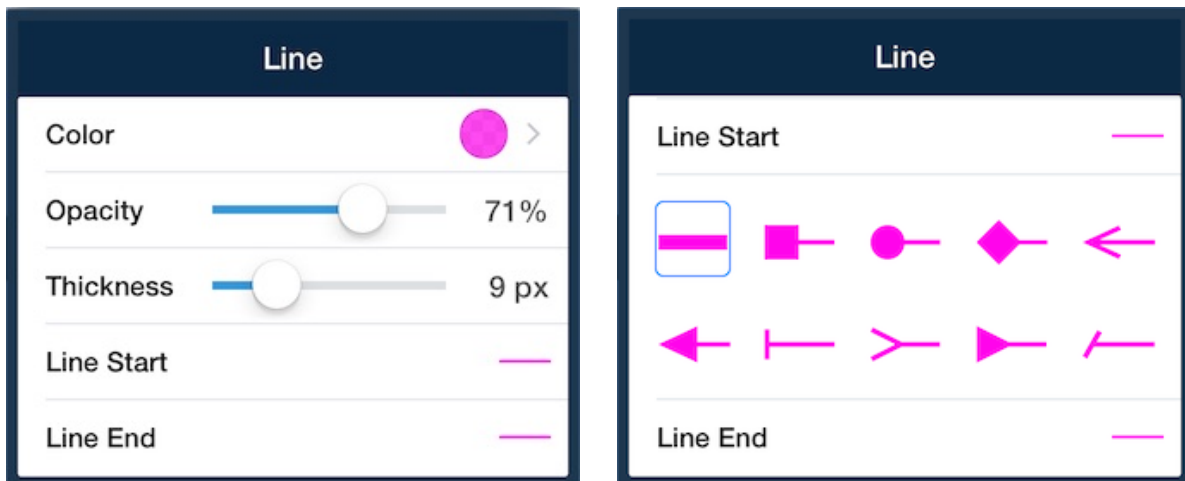 Line
Color
Opacity 71%
Thickness 9 px
Line Start
Line End
Line
Line Start
Line End